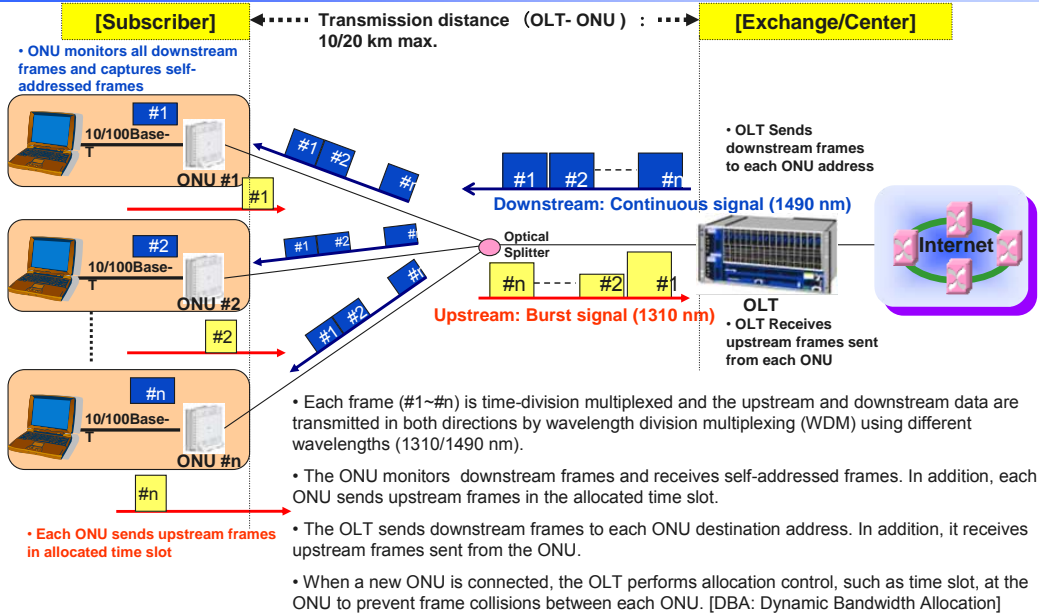 [Subscriber]
Transmission distance (OLT- ONU ) :
10/20 km max.
[Exchange/Center]
• ONU monitors all downstream
frames and captures self-
addressed frames
#1
10/100Base-
T
ONU #1
#1
#2
10/100Base-
T
ONU #2
#2
#n
10/100Base-
T
ONU #n
#n
• Each ONU sends upstream frames
in allocated time slot
#1
#2
#n
#1
#2
#n
#1
#2
#n
#1
#2
#n
Downstream: Continuous signal (1490 nm)
Optical
Splitter
#n
#2
#1
Upstream: Burst signal (1310 nm)
• OLT Sends
downstream frames
to each ONU address
OLT
• OLT Receives
upstream frames sent
from each ONU
Internet
• Each frame (#1~#n) is time-division multiplexed and the upstream and downstream data are
transmitted in both directions by wavelength division multiplexing (WDM) using different
wavelengths (1310/1490 nm).
• The ONU monitors downstream frames and receives self-addressed frames. In addition, each
ONU sends upstream frames in the allocated time slot.
• The OLT sends downstream frames to each ONU destination address. In addition, it receives
upstream frames sent from the ONU.
• When a new ONU is connected, the OLT performs allocation control, such as time slot, at the
ONU to prevent frame collisions between each ONU. [DBA: Dynamic Bandwidth Allocation]